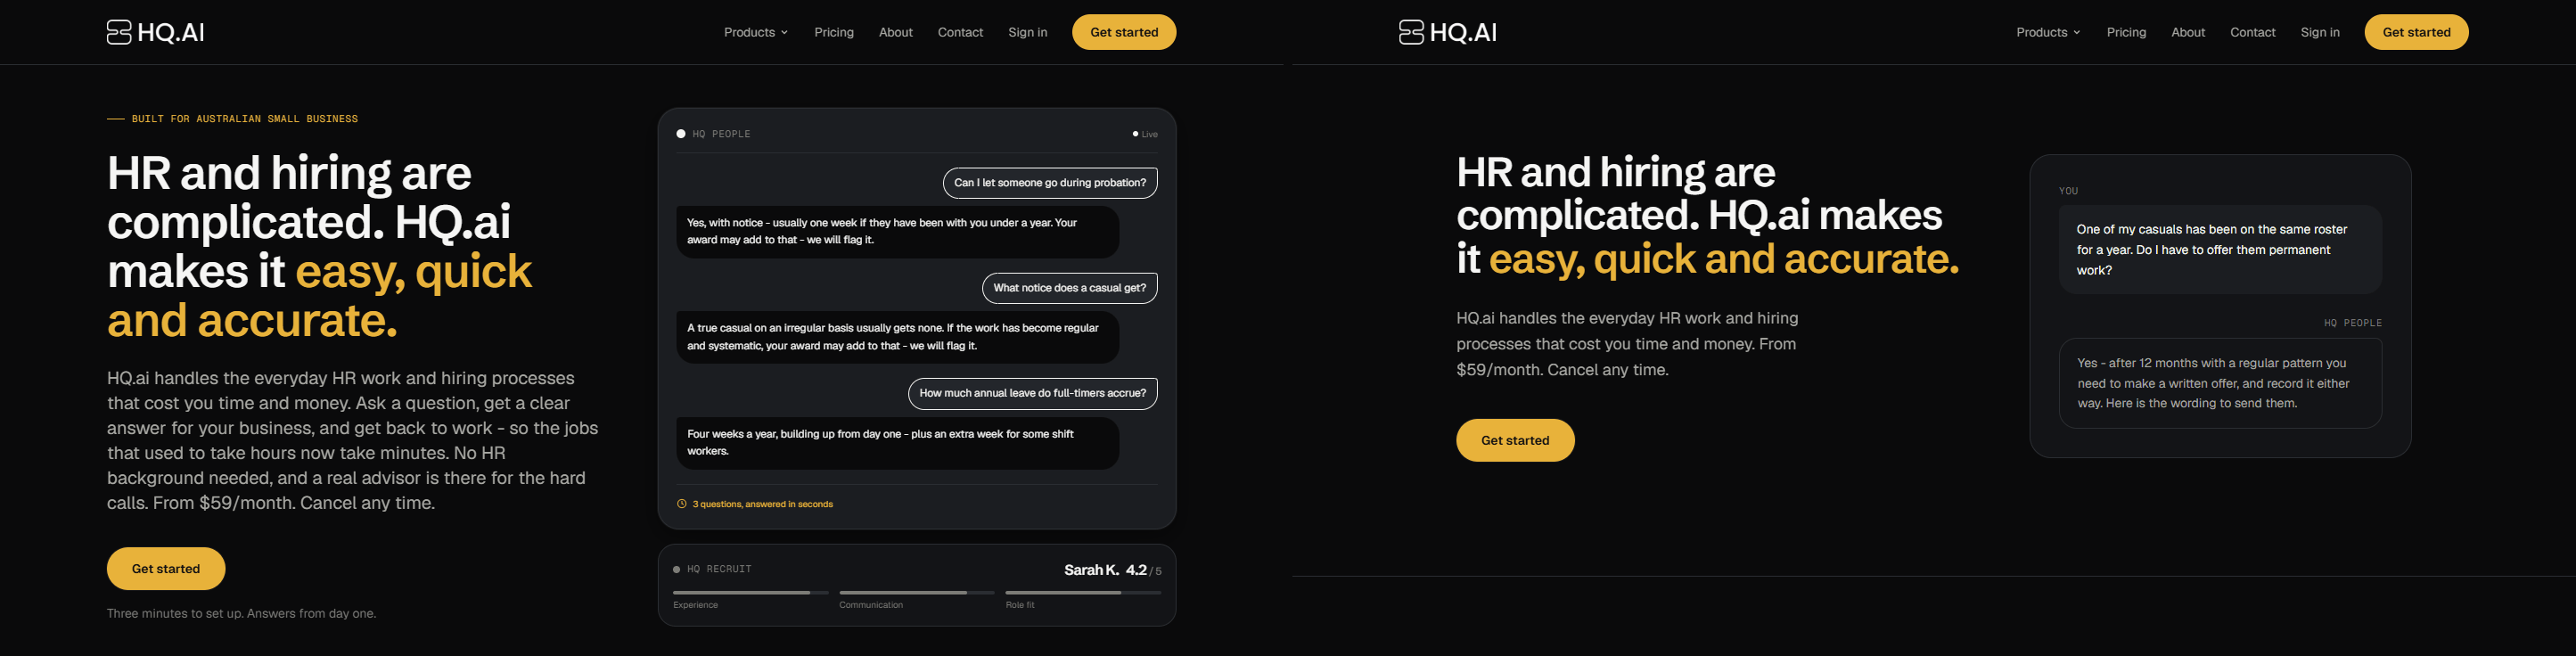 HQ.AI
Products
Pricing
About
Contact
Sign in
Get started
BUILT FOR AUSTRALIAN SMALL BUSINESS
HR and hiring are
complicated. HQ.ai
makes it easy, quick
and accurate.
HQ.ai handles the everyday HR work and hiring processes
that cost you time and money. Ask a question, get a clear
answer for your business, and get back to work - so the jobs
that used to take hours now take minutes. No HR
background needed, and a real advisor is there for the hard
calls. From $59/month. Cancel any time.
Get started
Three minutes to set up. Answers from day one.
HQ PEOPLE
Live
Can I let someone go during probation?
Yes, with notice - usually one week if they have been with you under a year. Your
award may add to that - we will flag it.
What notice does a casual get?
A true casual on an irregular basis usually gets none. If the work has become regular
and systematic, your award may add to that - we will flag it.
How much annual leave do full-timers accrue?
Four weeks a year, building up from day one - plus an extra week for some shift
workers.
3 questions, answered in seconds
HQ RECRUIT
Sarah K. 4.2 / 5
Experience
Communication
Role fit
HQ.AI
Products
Pricing
About
Contact
Sign in
Get started
HR and hiring are
complicated. HQ.ai makes
it easy, quick and accurate.
HQ.ai handles the everyday HR work and hiring
processes that cost you time and money. From
$59/month. Cancel any time.
Get started
YOU
One of my casuals has been on the same roster
for a year. Do I have to offer them permanent
work?
HQ PEOPLE
Yes - after 12 months with a regular pattern you
need to make a written offer, and record it either
way. Here is the wording to send them.